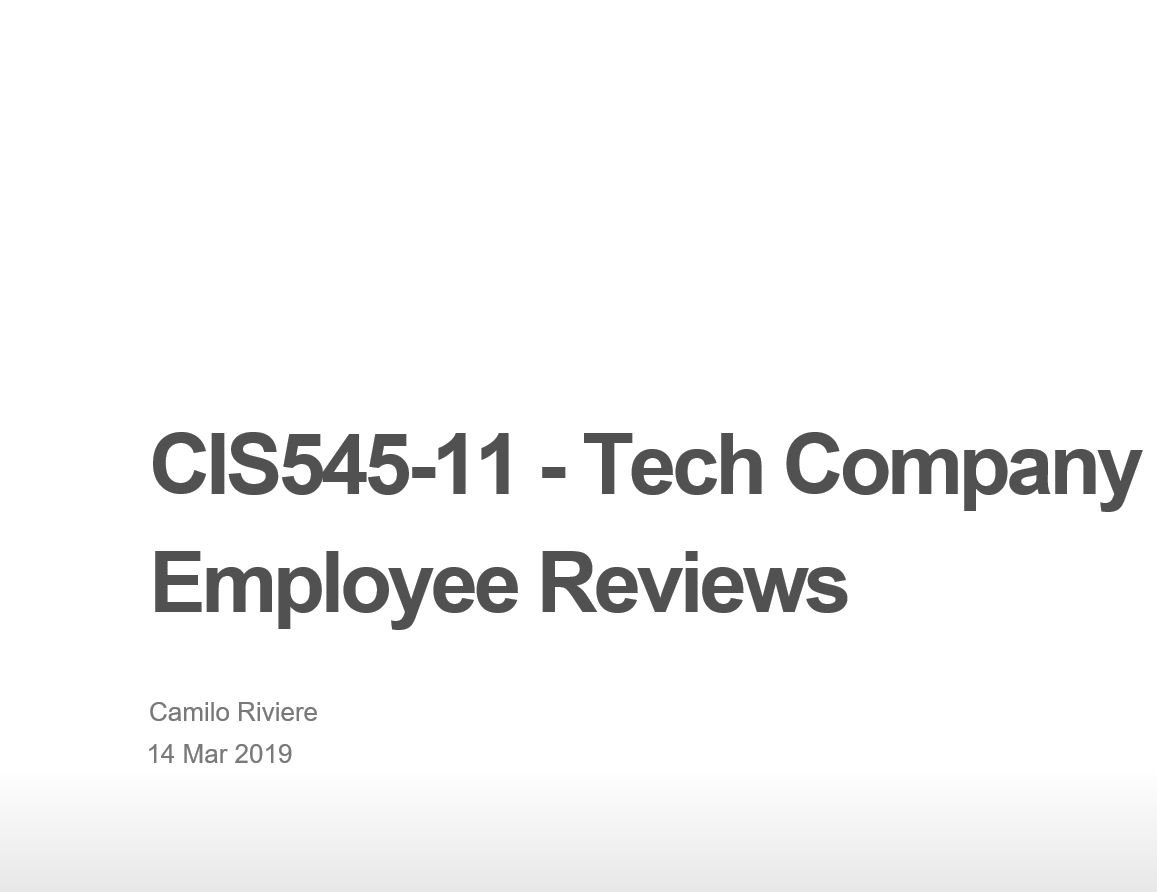 CIS545-11 - Tech Company
Employee Reviews
Camilo Riviere
14 Mar 2019